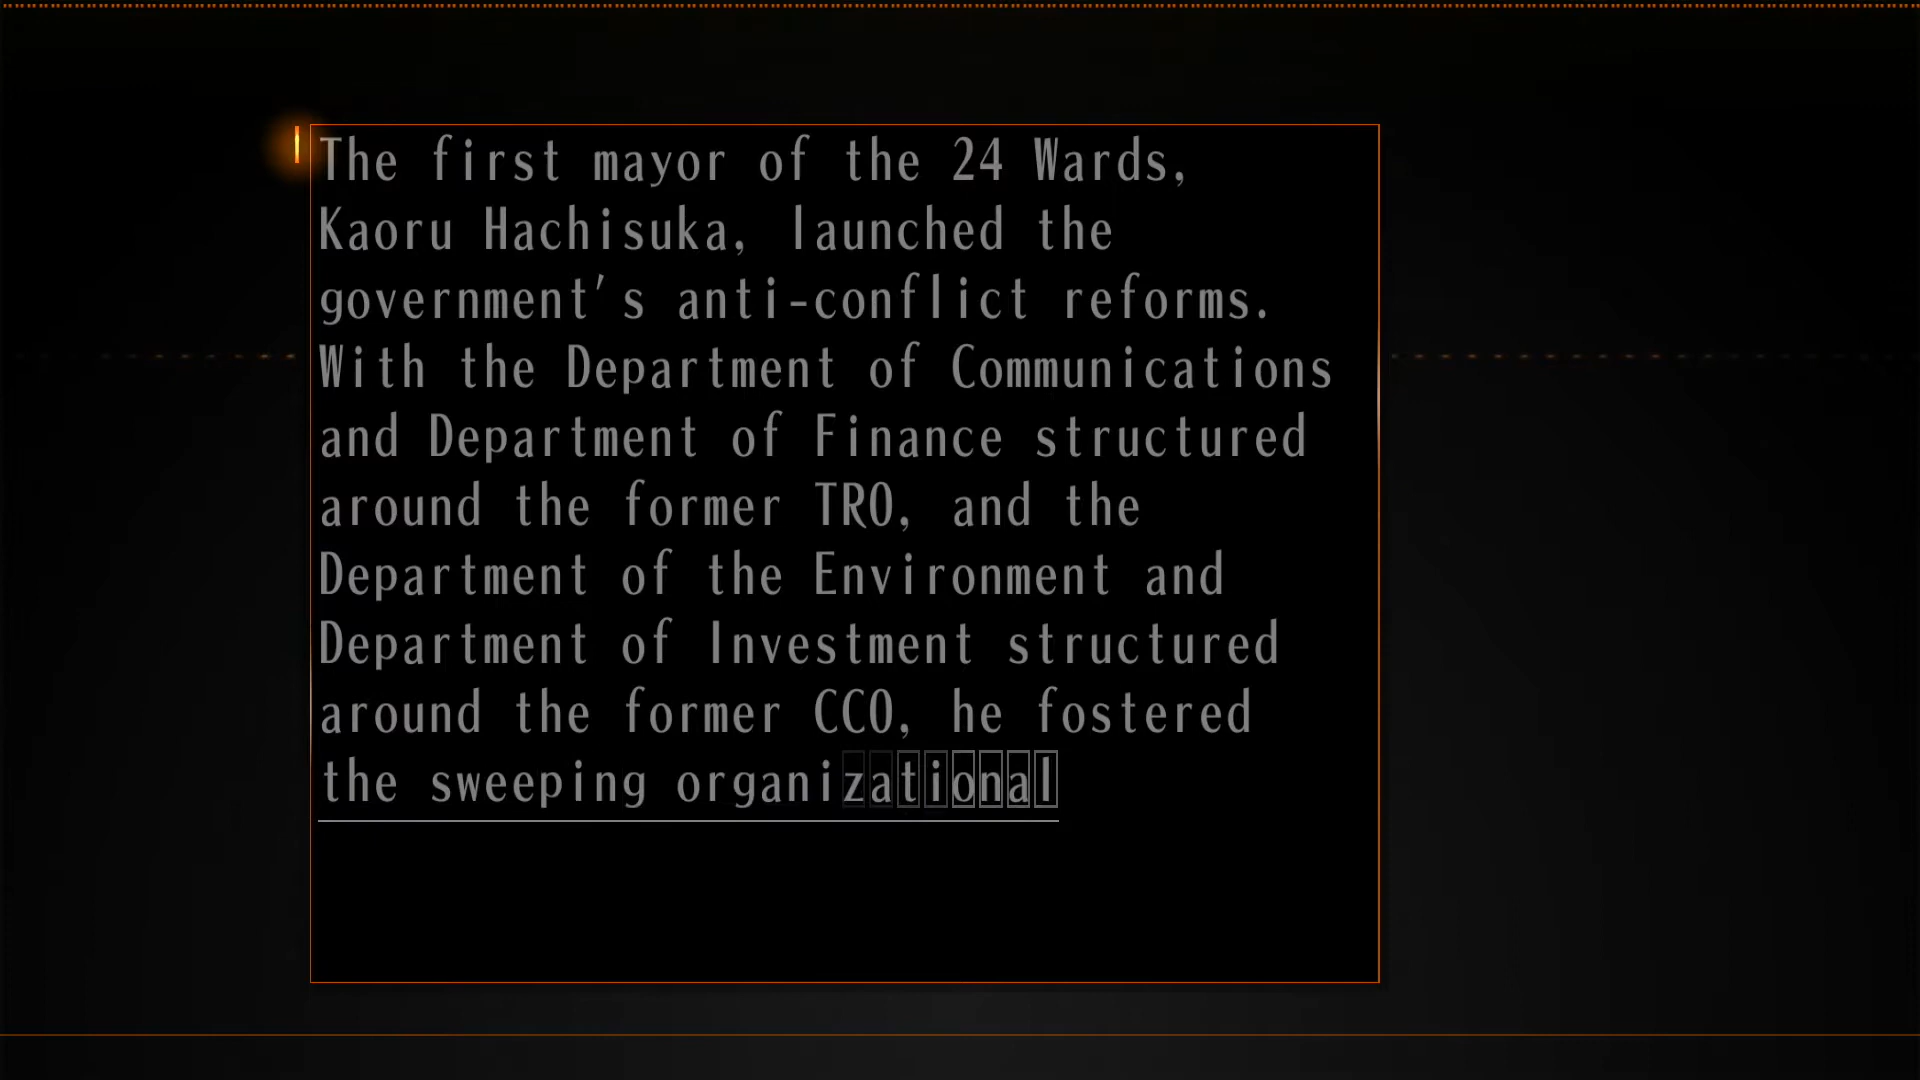 The first mayor of the 24 Wards,
Kaoru Hachisuka, launched the
government's anti-conflict reforms.
With the Department of Communications
and Department of Finance structured
around the former TRO, and the
Department of the Environment and
Department of Investment structured
around the former CCO, he fostered
the sweeping organizational